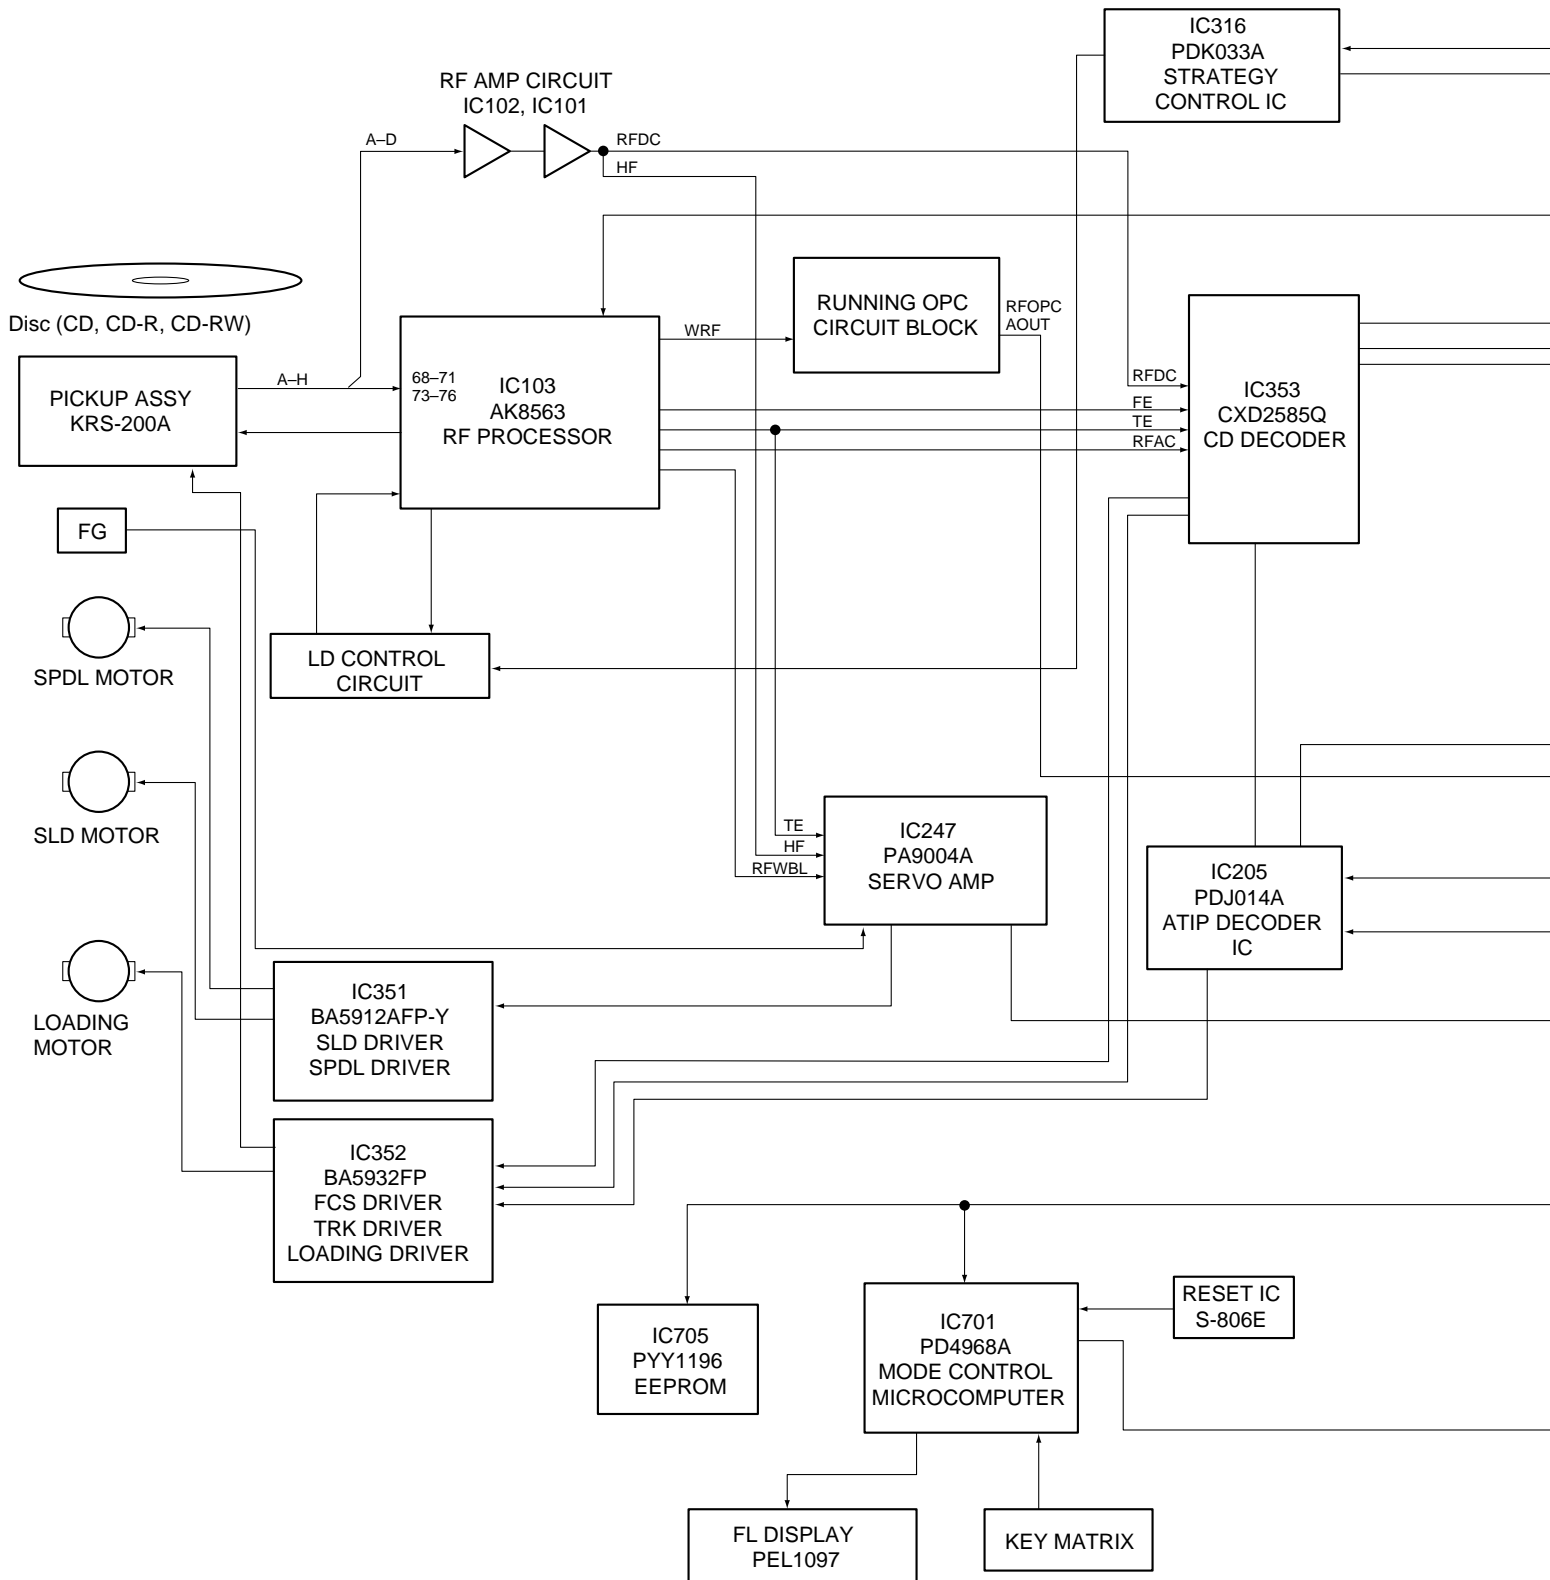 IC316
PDK033A
STRATEGY
CONTROL IC
RF AMP CIRCUIT
IC102, IC101
A–D
RFDC
HF
Disc (CD, CD-R, CD-RW)
PICKUP ASSY
KRS-200A
A–H
68–71
73–76
IC103
AK8563
RF PROCESSOR
WRF
RUNNING OPC
CIRCUIT BLOCK
RFOPC
AOUT
RFDC
FE
TE
RFAC
IC353
CXD2585Q
CD DECODER
FG
SPDL MOTOR
LD CONTROL
CIRCUIT
SLD MOTOR
TE
HF
RFWBL
IC247
PA9004A
SERVO AMP
IC205
PDJ014A
ATIP DECODER
IC
LOADING
MOTOR
IC351
BA5912AFP-Y
SLD DRIVER
SPDL DRIVER
IC352
BA5932FP
FCS DRIVER
TRK DRIVER
LOADING DRIVER
IC705
PYY1196
EEPROM
IC701
PD4968A
MODE CONTROL
MICROCOMPUTER
RESET IC
S-806E
FL DISPLAY
PEL1097
KEY MATRIX